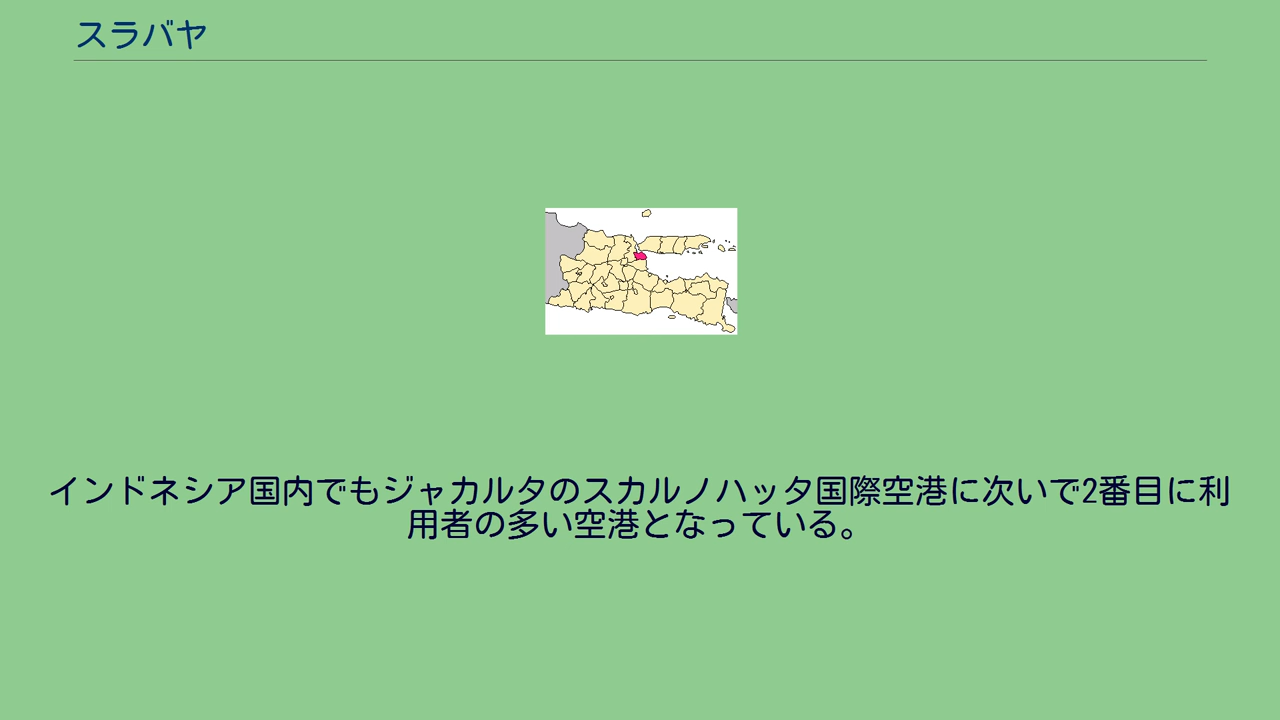 スラバヤ
インドネシア国内でもジャカルタのスカルノハッタ国際空港に次いで2番目に利
用者の多い空港となっている。